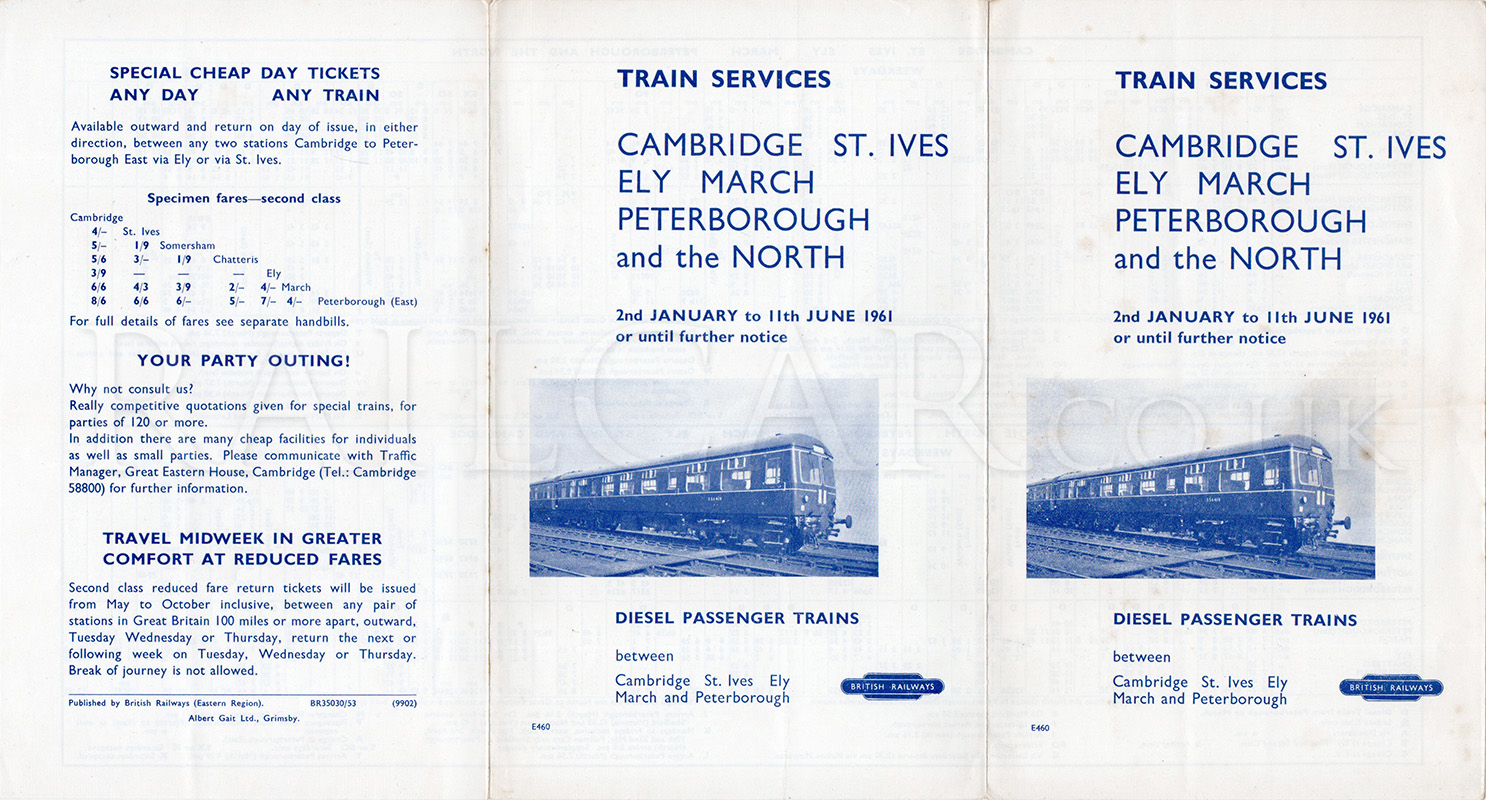 SPECIAL CHEAP DAY TICKETS
ANY DAY ANY TRAIN
Available outward and return on day of issue, in either
direction, between any two stations Cambridge to Peter-
borough East via Ely or via St. Ives.
Specimen fares—second class
Cambridge
4/– St. Ives
5/– 1/9 Somersham
5/6 3/– 1/9 Chatteris
3/9 — — — Ely
6/6 4/3 3/9 2/– 4/– March
8/6 6/6 6/– 5/– 7/– 4/– Peterborough (East)
For full details of fares see separate handbills.
YOUR PARTY OUTING!
Why not consult us?
Really competitive quotations given for special trains, for
parties of 120 or more.
In addition there are many cheap facilities for individuals
as well as small parties. Please communicate with Traffic
Manager, Great Eastern House, Cambridge (Tel.: Cambridge
58800) for further information.
TRAVEL MIDWEEK IN GREATER
COMFORT AT REDUCED FARES
Second class reduced fare return tickets will be issued
from May to October inclusive, between any pair of
stations in Great Britain 100 miles or more apart, outward,
Tuesday Wednesday or Thursday, return the next or
following week on Tuesday, Wednesday or Thursday.
Break of journey is not allowed.
Published by British Railways (Eastern Region). BR35030/53 (9902)
Albert Gait Ltd., Grimsby.
TRAIN SERVICES
CAMBRIDGE ST. IVES
ELY MARCH
PETERBOROUGH
and the NORTH
2nd JANUARY to 11th JUNE 1961
or until further notice
DIESEL PASSENGER TRAINS
between
Cambridge St. Ives Ely
March and Peterborough
BRITISH RAILWAYS
E460
TRAIN SERVICES
CAMBRIDGE ST. IVES
ELY MARCH
PETERBOROUGH
and the NORTH
2nd JANUARY to 11th JUNE 1961
or until further notice
DIESEL PASSENGER TRAINS
between
Cambridge St. Ives Ely
March and Peterborough
BRITISH RAILWAYS
E460
RAILCAR.CO.UK